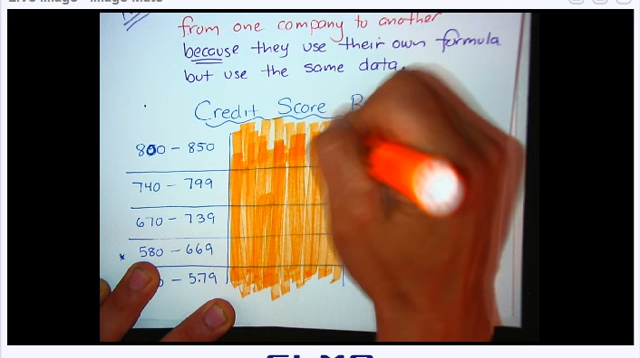 from one company to another
because they use their own formula
but use the same data.
Credit Score
800 - 850
740 - 799
670 - 739
* 580 - 669
- 579